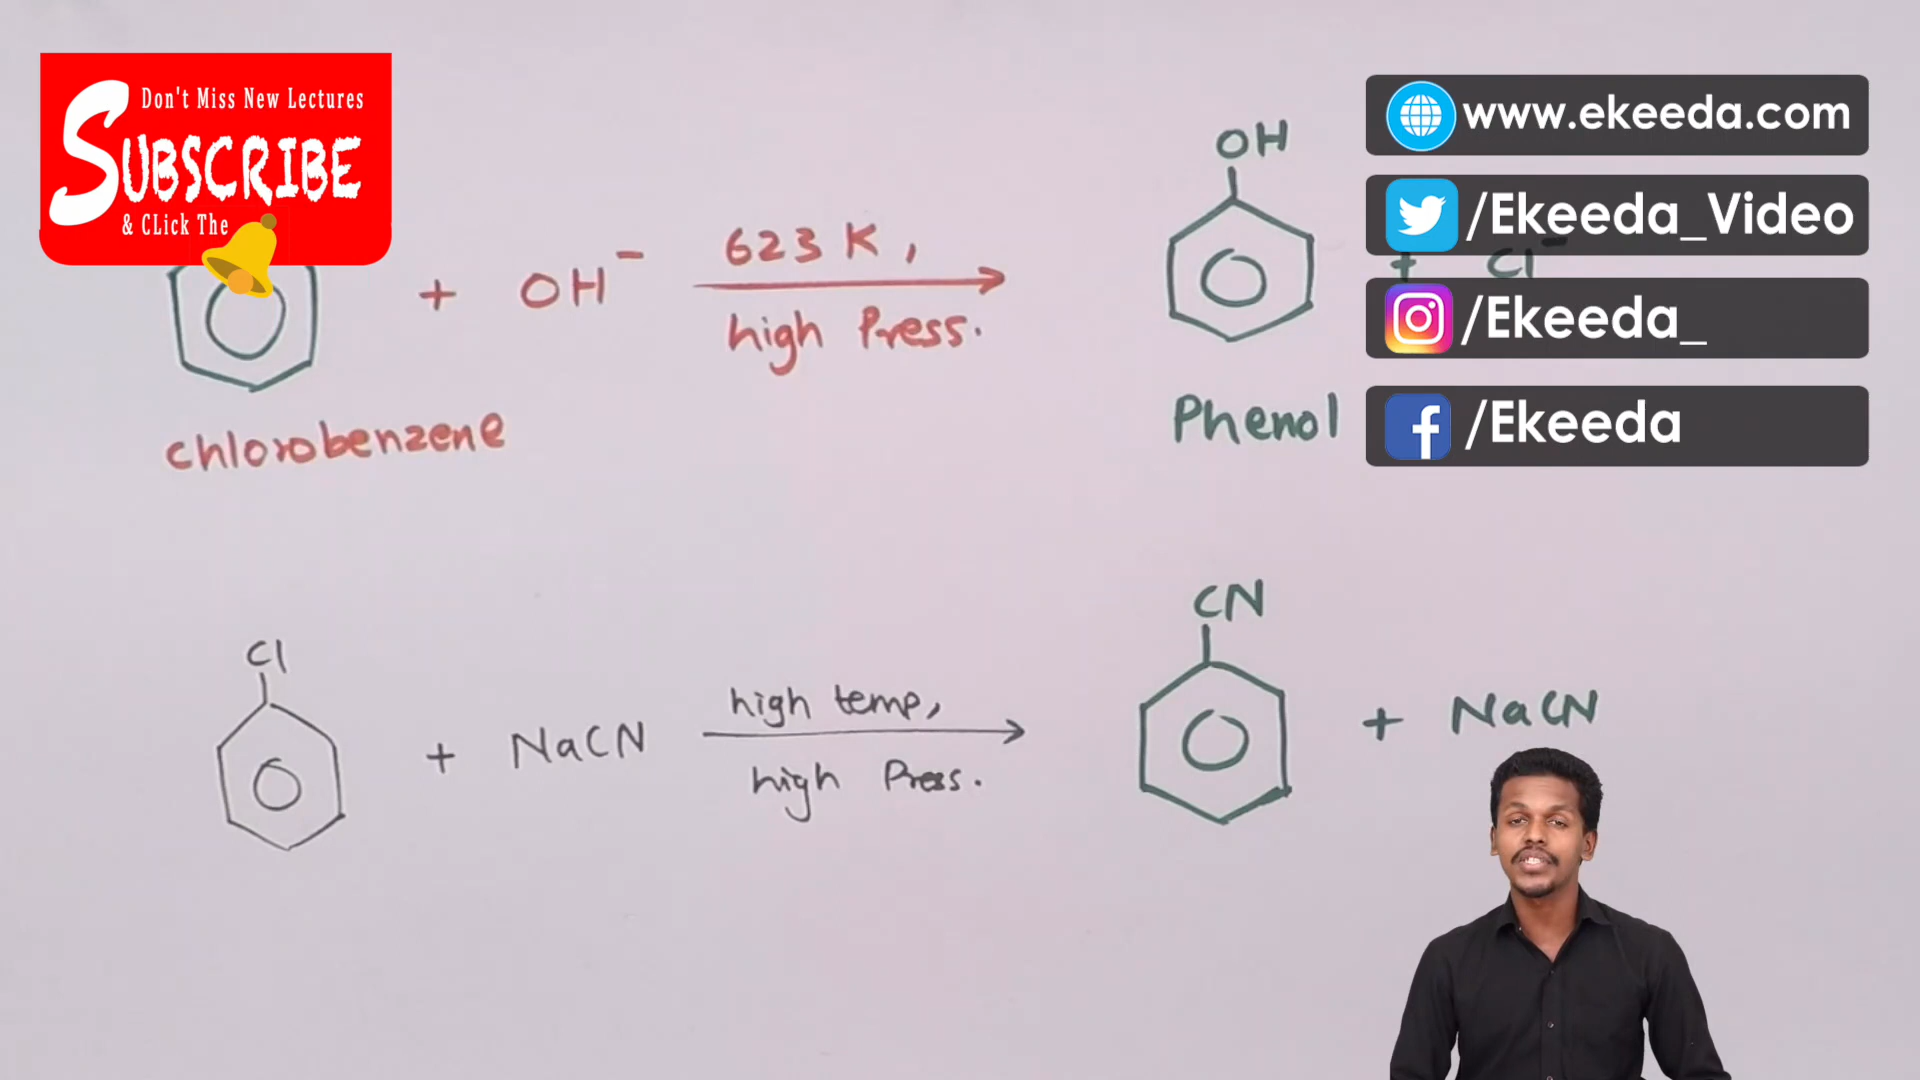 Don't Miss New Lectures
SUBSCRIBE
& CLick The
www.ekeeda.com
/Ekeeda_Video
/Ekeeda_
/Ekeeda
OH
+ OH⁻ 623 K, + Cl⁻
high Press.
chlorobenzene
Phenol
CN
Cl
+ NaCN high temp, + NaCN
high Press.